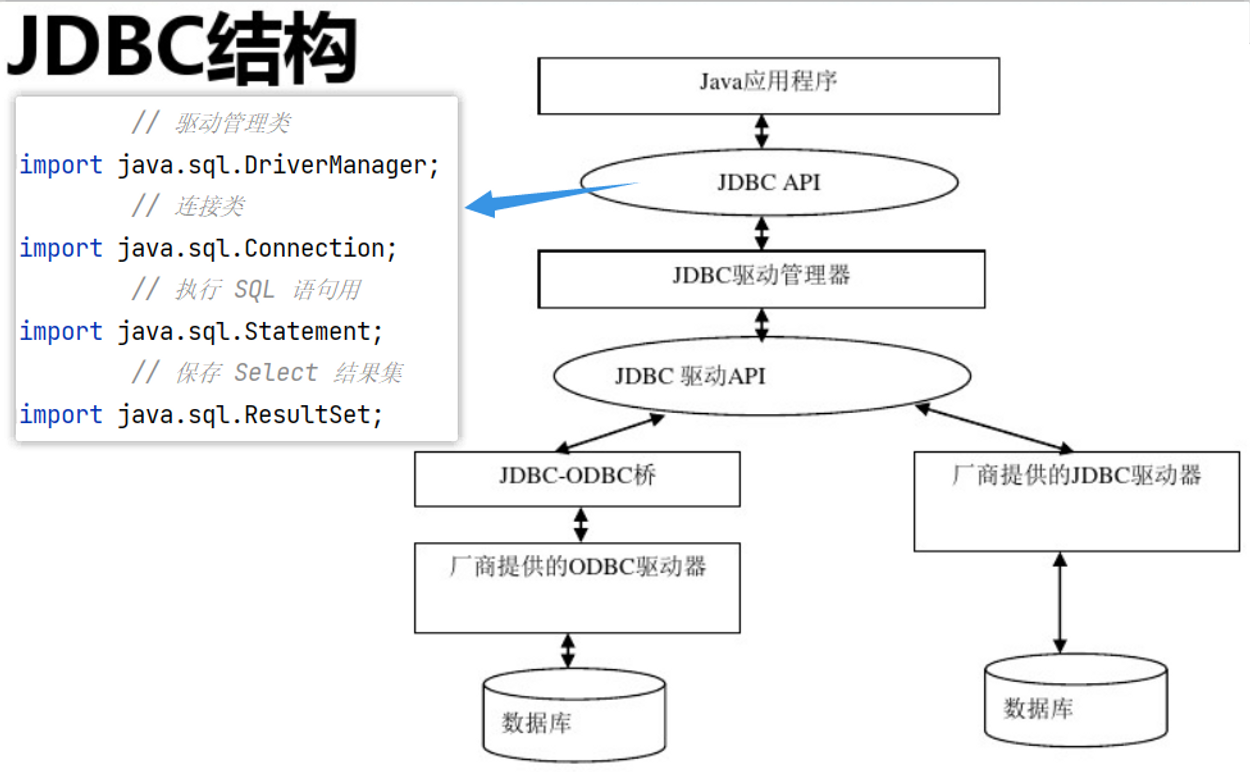 JDBC结构
// 驱动管理类
import java.sql.DriverManager;
// 连接类
import java.sql.Connection;
// 执行 SQL 语句用
import java.sql.Statement;
// 保存 Select 结果集
import java.sql.ResultSet;
Java应用程序
JDBC API
JDBC驱动管理器
JDBC 驱动API
JDBC-ODBC桥
厂商提供的JDBC驱动器
厂商提供的ODBC驱动器
数据库
数据库